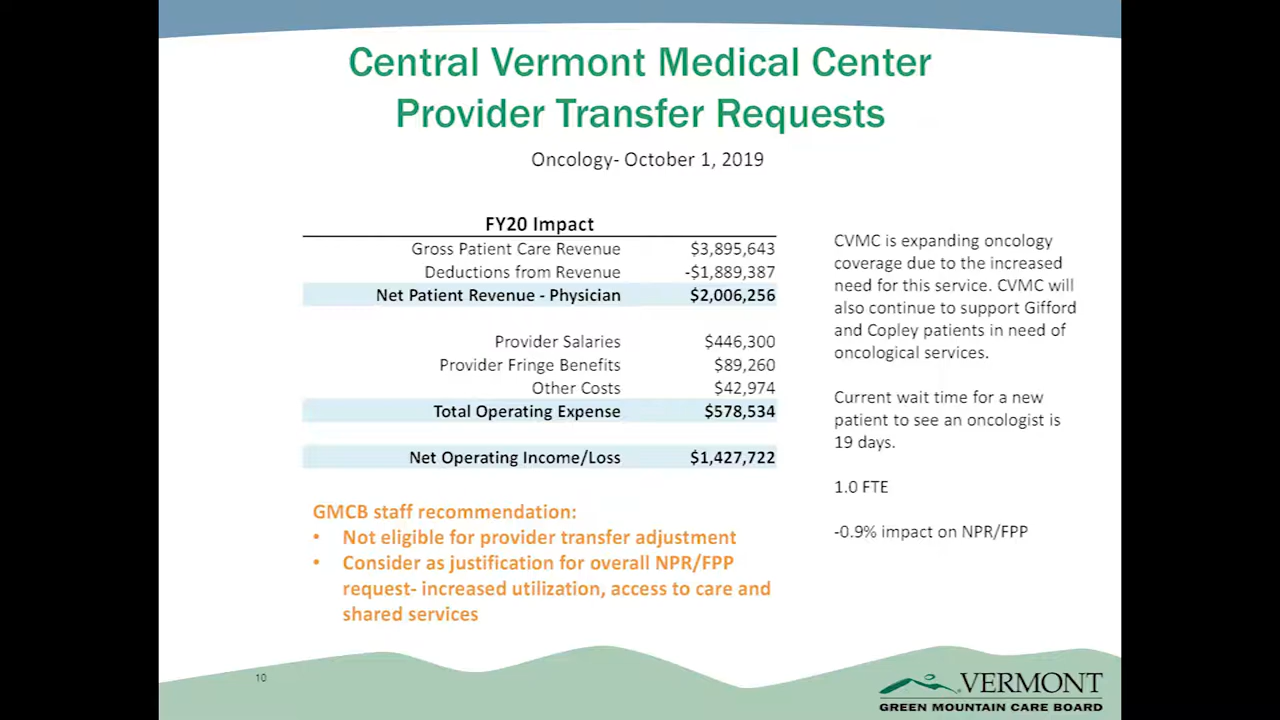 Central Vermont Medical Center
Provider Transfer Requests
Oncology- October 1, 2019
FY20 Impact
Gross Patient Care Revenue $3,895,643
Deductions from Revenue -$1,889,387
Net Patient Revenue - Physician $2,006,256
Provider Salaries $446,300
Provider Fringe Benefits $89,260
Other Costs $42,974
Total Operating Expense $578,534
Net Operating Income/Loss $1,427,722
GMCB staff recommendation:
• Not eligible for provider transfer adjustment
• Consider as justification for overall NPR/FPP
request- increased utilization, access to care and
shared services
CVMC is expanding oncology
coverage due to the increased
need for this service. CVMC will
also continue to support Gifford
and Copley patients in need of
oncological services.
Current wait time for a new
patient to see an oncologist is
19 days.
1.0 FTE
-0.9% impact on NPR/FPP
10
VERMONT
GREEN MOUNTAIN CARE BOARD